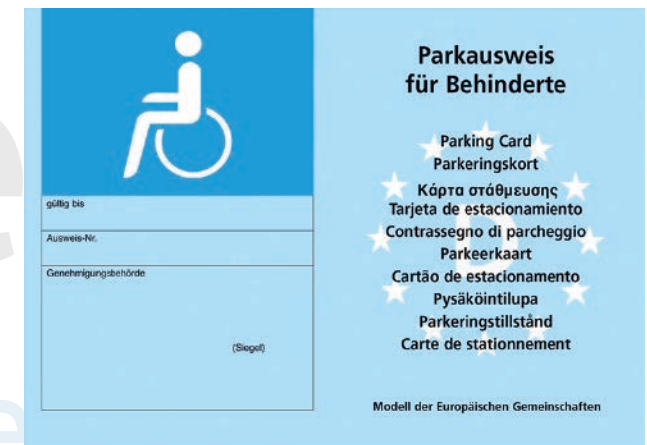 gültig bis
Ausweis-Nr.
Genehmigungsbehörde
(Siegel)
Parkausweis
für Behinderte
Parking Card
Parkeringskort
Κάρτα στάθμευσης
Tarjeta de estacionamiento
Contrassegno di parcheggio
Parkeerkaart
Cartão de estacionamento
Pysäköintilupa
Parkeringstillstånd
Carte de stationnement
D
Modell der Europäischen Gemeinschaften